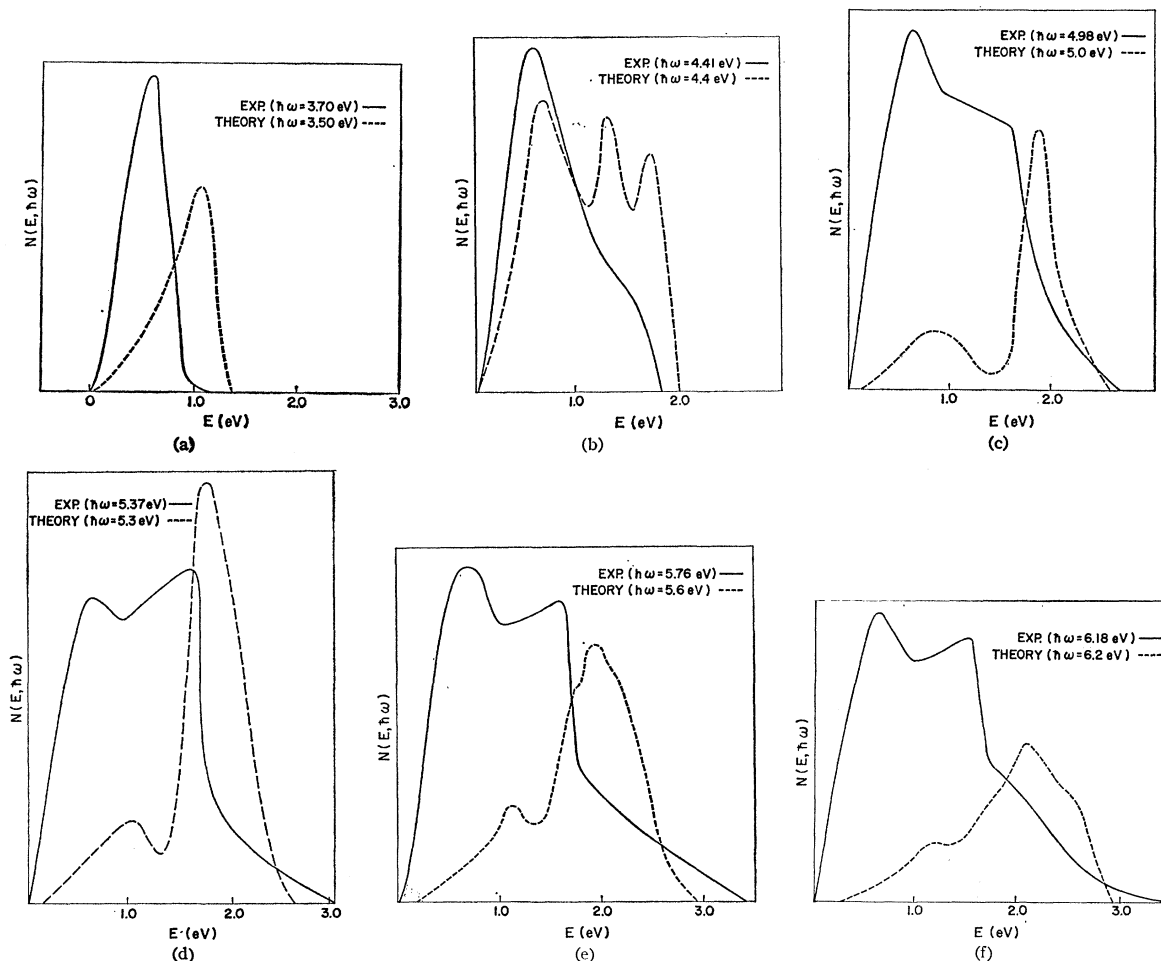 EXP. (ħω=3.70 eV)
THEORY (ħω=3.50 eV)
N(E,ħω)
0 1.0 2.0 3.0
E (eV)
(a)
EXP. (ħω=4.41 eV)
THEORY (ħω=4.4 eV)
N(E,ħω)
1.0 2.0
E (eV)
(b)
EXP. (ħω=4.98 eV)
THEORY (ħω=5.0 eV)
N(E,ħω)
1.0 2.0
E (eV)
(c)
EXP. (ħω=5.37eV)
THEORY (ħω=5.3 eV)
N(E,ħω)
1.0 2.0 3.0
E (eV)
(d)
EXP. (ħω=5.76 eV)
THEORY (ħω=5.6 eV)
N(E,ħω)
1.0 2.0 3.0
E (eV)
(e)
EXP. (ħω=6.18 eV)
THEORY (ħω=6.2 eV)
N(E,ħω)
1.0 2.0 3.0
E (eV)
(f)